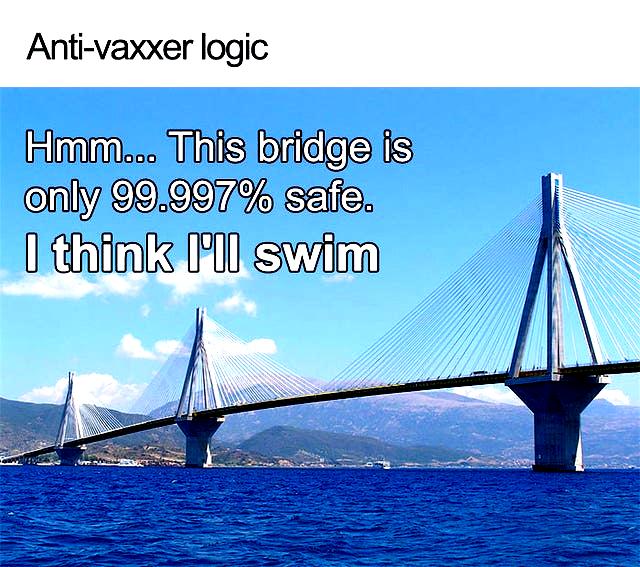 Anti-vaxxer logic
Hmm... This bridge is
only 99.997% safe.
I think I'll swim